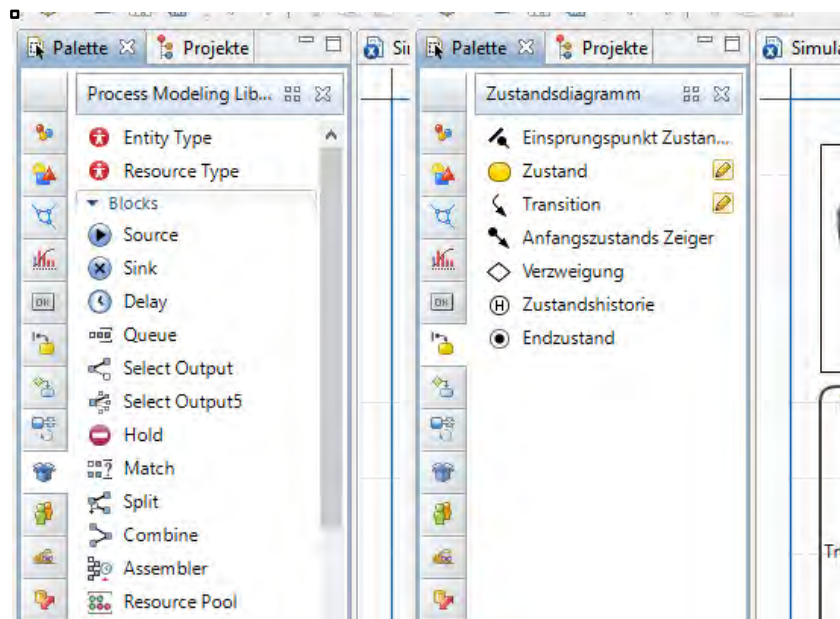 Palette Projekte Si
Process Modeling Lib...
Entity Type
Resource Type
Blocks
Source
Sink
Delay
Queue
Select Output
Select Output5
Hold
Match
Split
Combine
Assembler
Resource Pool
OK
Palette Projekte Simula
Zustandsdiagramm
Einsprungspunkt Zustan...
Zustand
Transition
Anfangszustands Zeiger
Verzweigung
H Zustandshistorie
Endzustand
OK
Tr